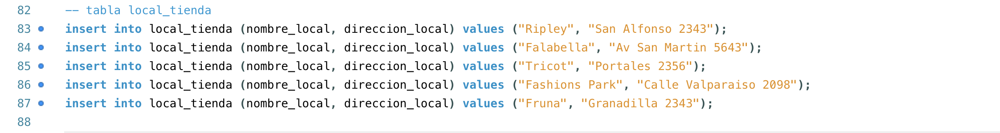 82 -- tabla local_tienda
83 insert into local_tienda (nombre_local, direccion_local) values ("Ripley", "San Alfonso 2343");
84 insert into local_tienda (nombre_local, direccion_local) values ("Falabella", "Av San Martin 5643");
85 insert into local_tienda (nombre_local, direccion_local) values ("Tricot", "Portales 2356");
86 insert into local_tienda (nombre_local, direccion_local) values ("Fashions Park", "Calle Valparaiso 2098");
87 insert into local_tienda (nombre_local, direccion_local) values ("Fruna", "Granadilla 2343");
88